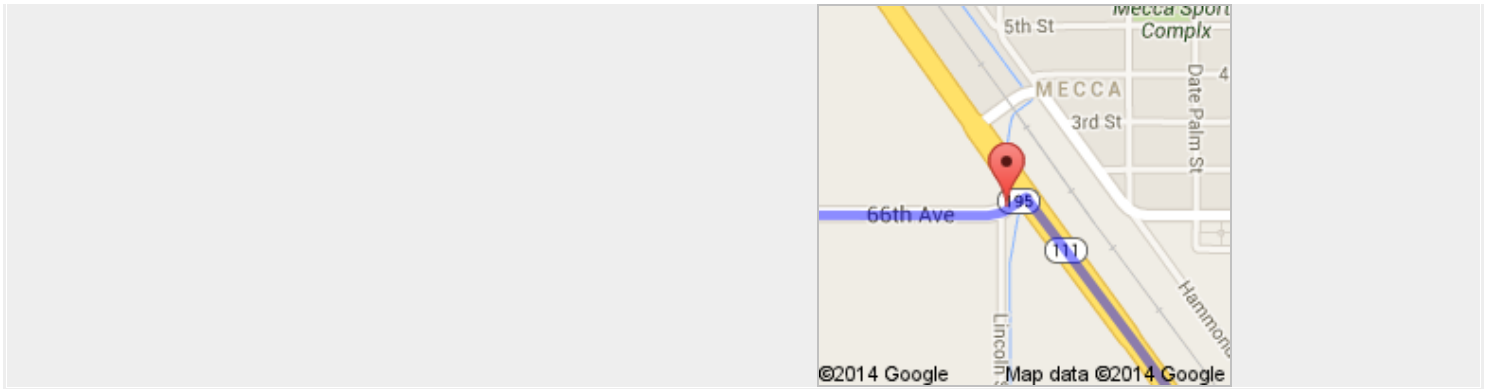 Mecca Sport
Complx
5th St
4
Date Palm St
MECCA
3rd St
195
66th Ave
111
Hammond
Lincoln S
©2014 Google
Map data ©2014 Google